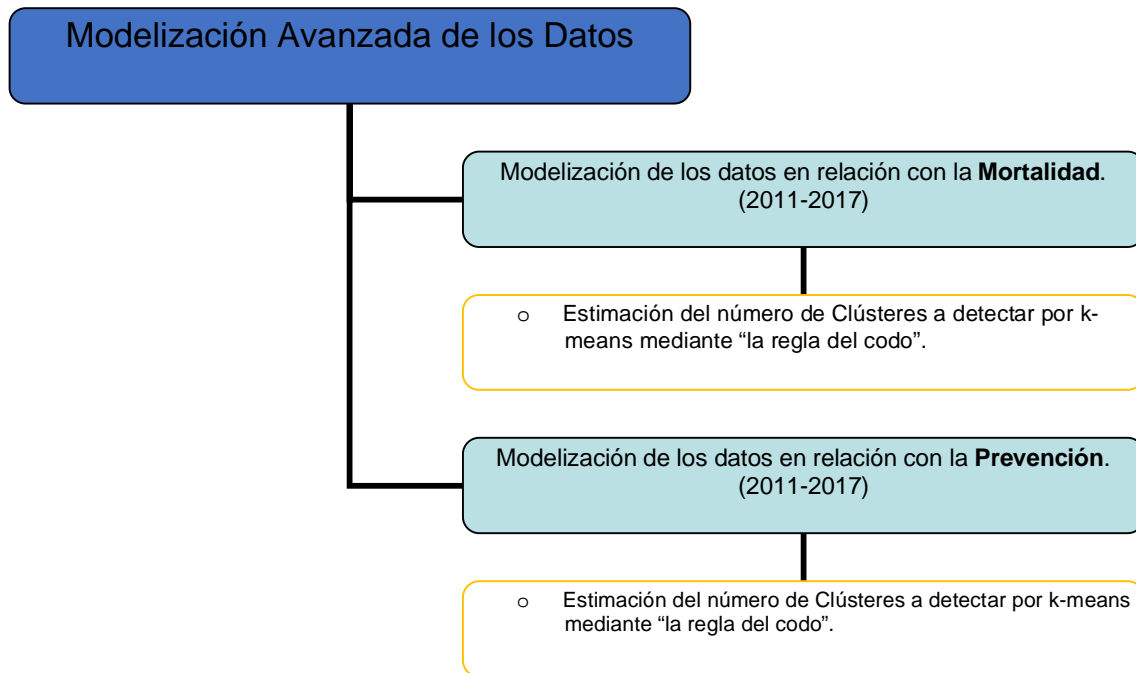 Modelización Avanzada de los Datos
Modelización de los datos en relación con la Mortalidad.
(2011-2017)
o Estimación del número de Clústeres a detectar por k-
means mediante “la regla del codo”.
Modelización de los datos en relación con la Prevención.
(2011-2017)
o Estimación del número de Clústeres a detectar por k-means
mediante “la regla del codo”.